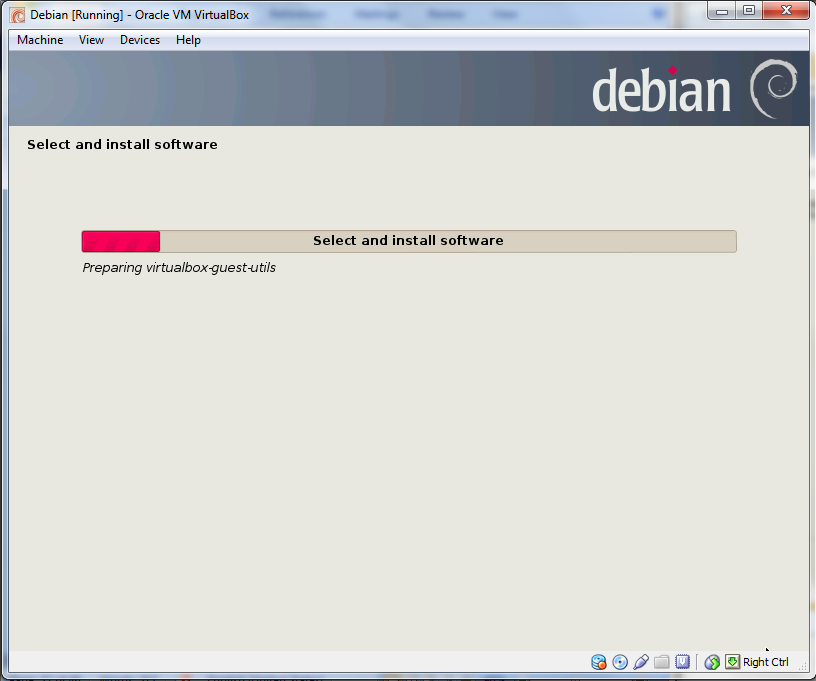 Debian [Running] - Oracle VM VirtualBox
Machine View Devices Help
debian
Select and install software
Select and install software
Preparing virtualbox-guest-utils
Right Ctrl